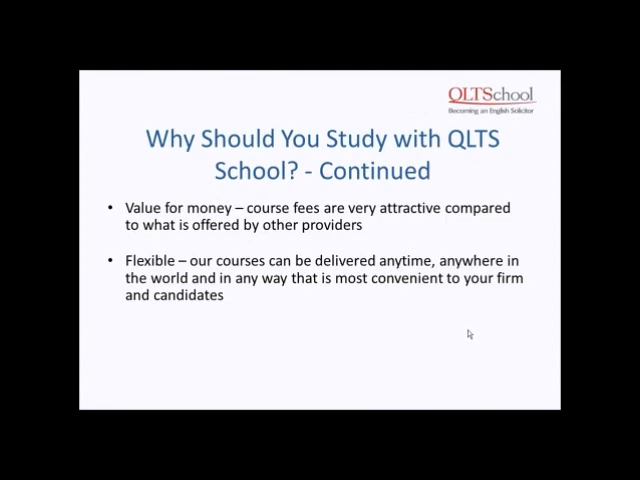 QLTSchool
Becoming an English Solicitor
Why Should You Study with QLTS
School? - Continued
• Value for money – course fees are very attractive compared
to what is offered by other providers
• Flexible – our courses can be delivered anytime, anywhere in
the world and in any way that is most convenient to your firm
and candidates